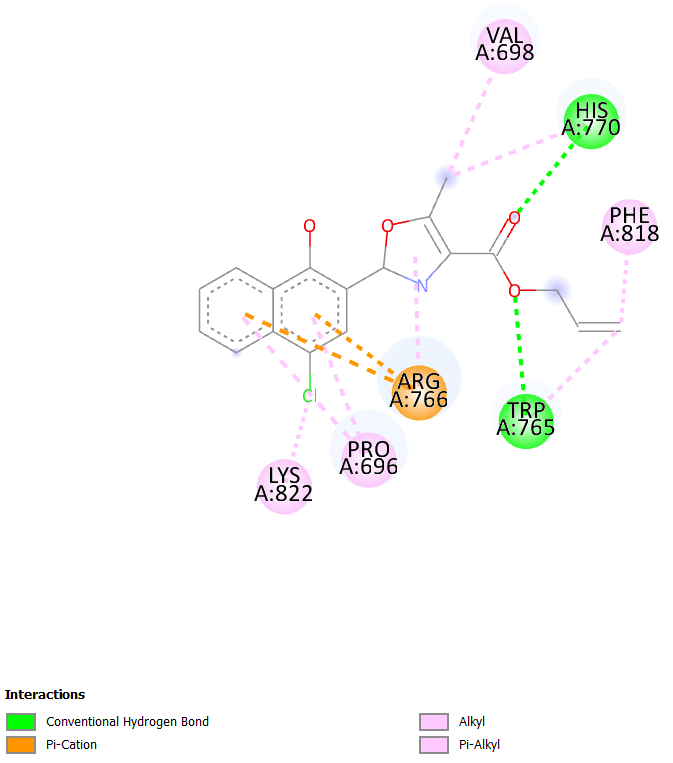 VAL
A:698
HIS
A:770
PHE
A:818
O
O
O
N
O
Cl
ARG
A:766
TRP
A:765
PRO
A:696
LYS
A:822
Interactions
Conventional Hydrogen Bond
Pi-Cation
Alkyl
Pi-Alkyl